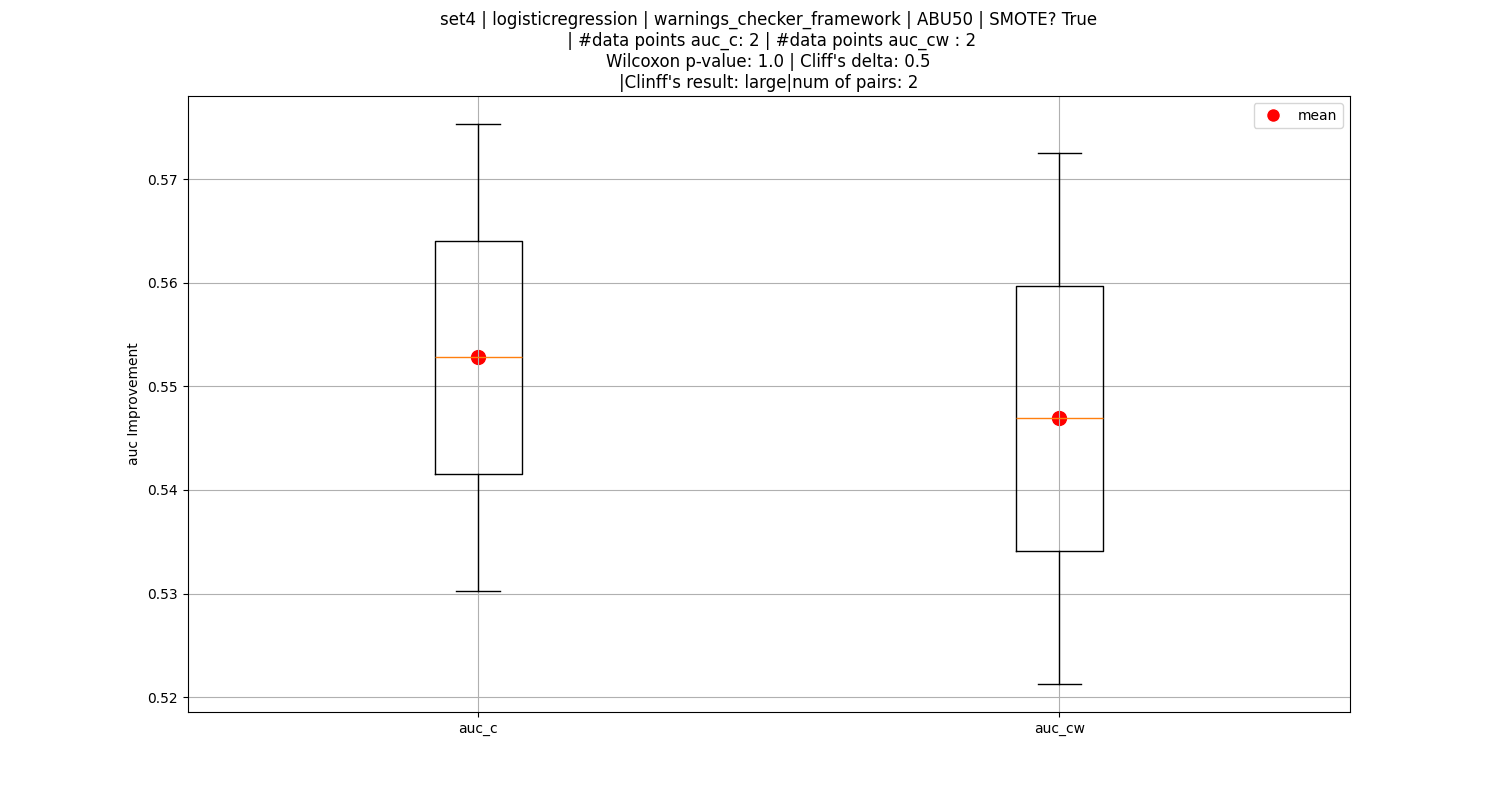 set4 | logisticregression | warnings_checker_framework | ABU50 | SMOTE? True
| #data points auc_c: 2 | #data points auc_cw : 2
Wilcoxon p-value: 1.0 | Cliff's delta: 0.5
|Clinff's result: large|num of pairs: 2
mean
0.57
0.56
0.55
0.54
0.53
0.52
auc Improvement
auc_c
auc_cw